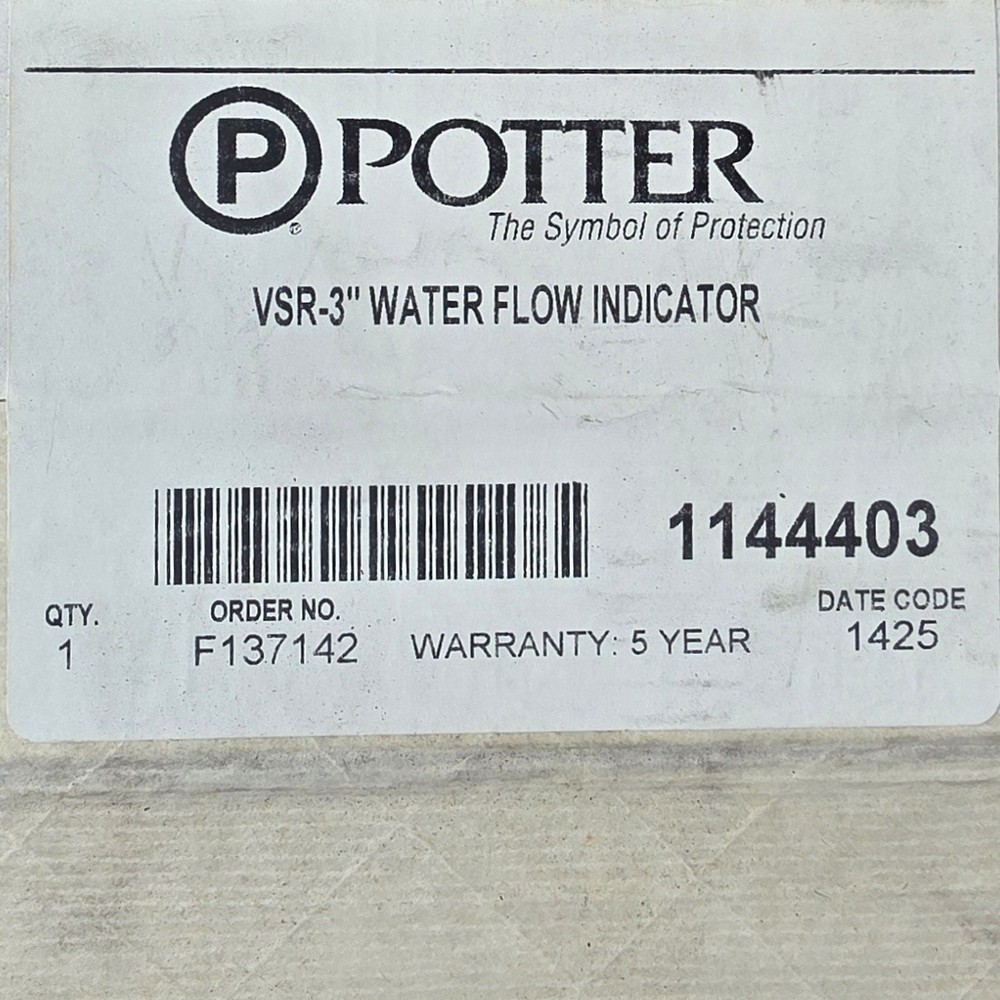 P POTTER
®
The Symbol of Protection
VSR-3" WATER FLOW INDICATOR
1144403
QTY. ORDER NO. DATE CODE
1 F137142 WARRANTY: 5 YEAR 1425